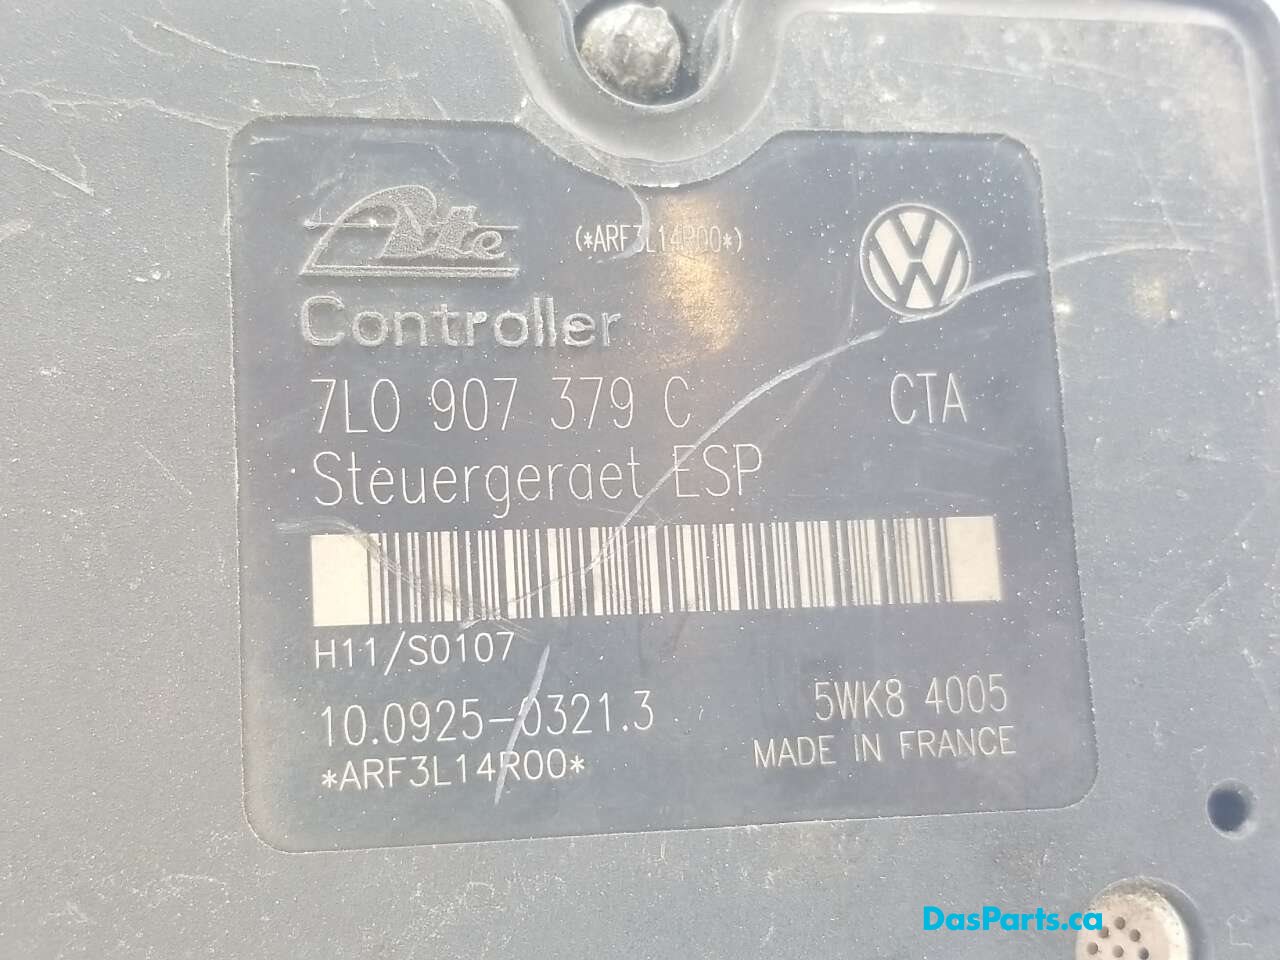 Ate
(*ARF3L14R00*)
Controller
7L0 907 379 C
CTA
Steuergeraet ESP
H11/S0107
10.0925-0321.3
5WK8 4005
*ARF3L14R00*
MADE IN FRANCE
DasParts.ca